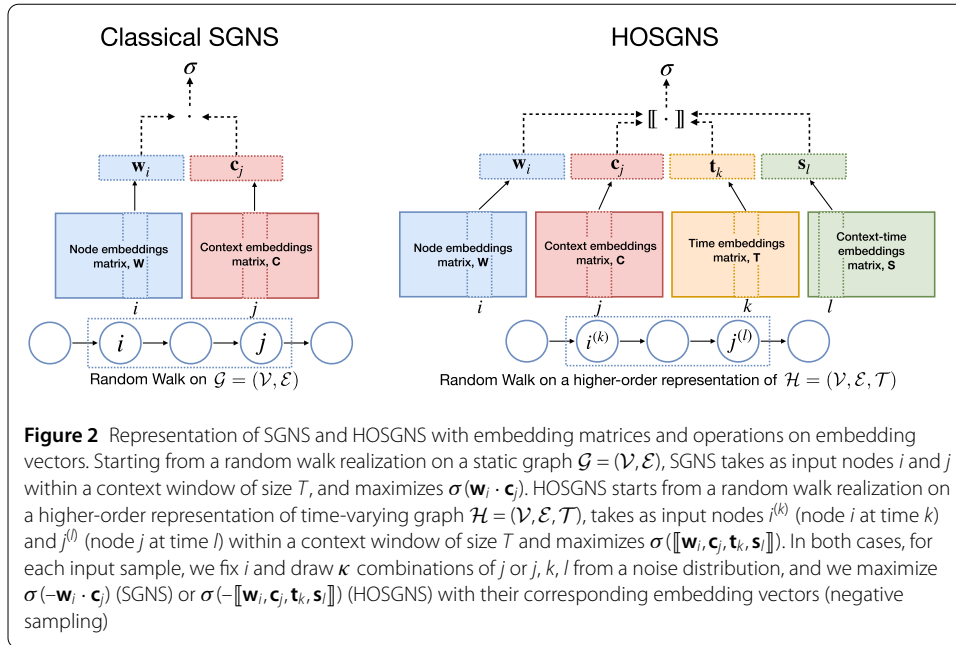 Classical SGNS
HOSGNS
σ
σ
·
⟦ · ⟧
w_i
c_j
w_i
c_j
t_k
s_l
Node embeddings
matrix, W
Context embeddings
matrix, C
Node embeddings
matrix, W
Context embeddings
matrix, C
Time embeddings
matrix, T
Context-time
embeddings
matrix, S
i
j
i
j
k
l
i
j
i^(k)
j^(l)
Random Walk on 𝒢 = (𝒱, ℰ)
Random Walk on a higher-order representation of ℋ = (𝒱, ℰ, 𝒯)
Figure 2 Representation of SGNS and HOSGNS with embedding matrices and operations on embedding
vectors. Starting from a random walk realization on a static graph 𝒢 = (𝒱, ℰ), SGNS takes as input nodes i and j
within a context window of size T, and maximizes σ(w_i · c_j). HOSGNS starts from a random walk realization on
a higher-order representation of time-varying graph ℋ = (𝒱, ℰ, 𝒯), takes as input nodes i^(k) (node i at time k)
and j^(l) (node j at time l) within a context window of size T and maximizes σ(⟦w_i, c_j, t_k, s_l⟧). In both cases, for
each input sample, we fix i and draw κ combinations of j or j, k, l from a noise distribution, and we maximize
σ(−w_i · c_j) (SGNS) or σ(−⟦w_i, c_j, t_k, s_l⟧) (HOSGNS) with their corresponding embedding vectors (negative
sampling)